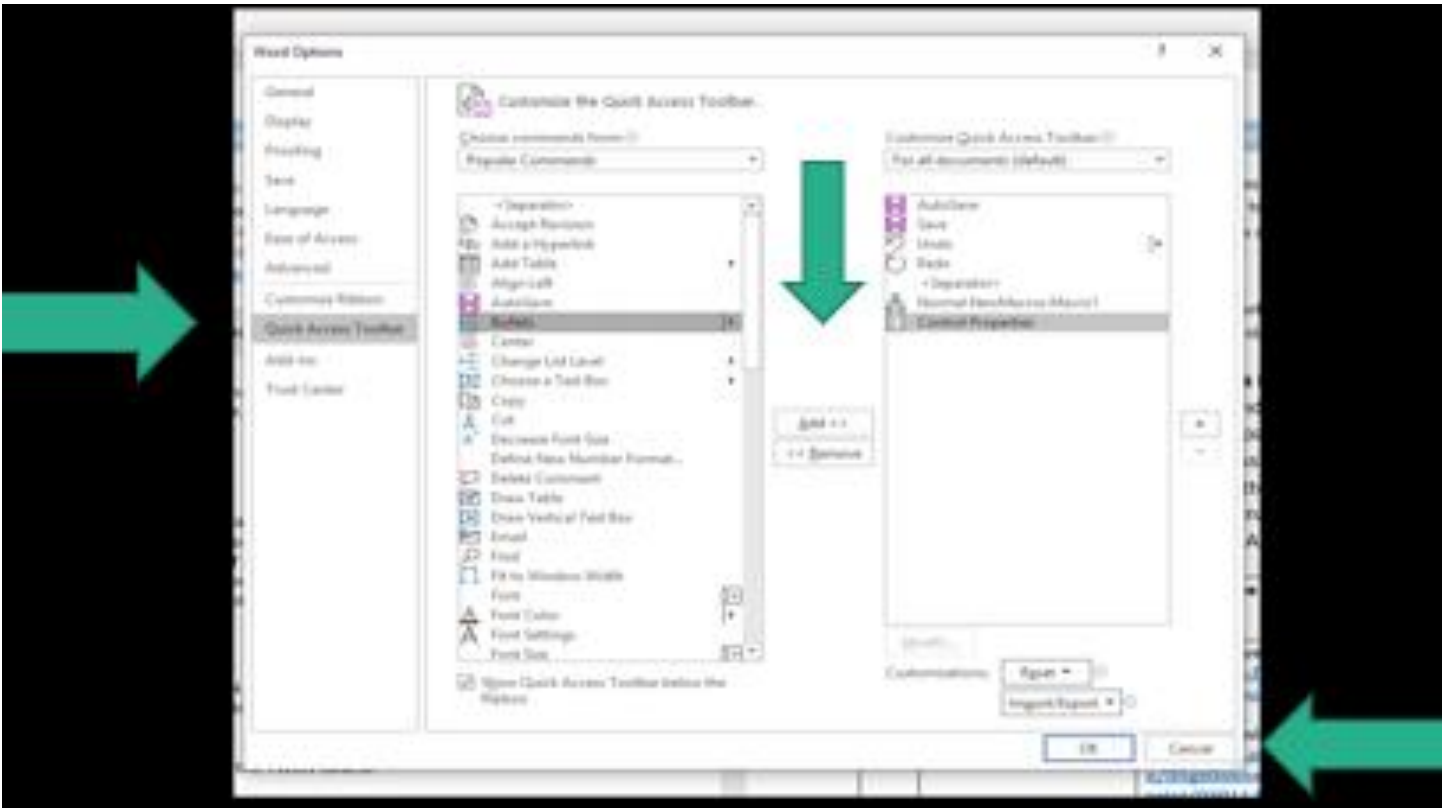 Word Options
General
Display
Proofing
Save
Language
Ease of Access
Advanced
Customize Ribbon
Quick Access Toolbar
Add-ins
Trust Center
Customize the Quick Access Toolbar.
Choose commands from:
Popular Commands
<Separator>
Accept Revision
Add a Hyperlink
Add Table
Align Left
AutoSave
Bullets
Center
Change List Level
Choose a Text Box
Copy
Cut
Decrease Font Size
Define New Number Format...
Delete Comment
Draw Table
Draw Vertical Text Box
Email
Find
Fit to Window Width
Font
Font Color
Font Settings
Font Size
Show Quick Access Toolbar below the
Ribbon
Add >>
<< Remove
Customize Quick Access Toolbar:
For all documents (default)
AutoSave
Save
Undo
Redo
<Separator>
Normal.NewMacros.Macro1
Control Properties
Modify...
Customizations:
Reset
Import/Export
OK
Cancel